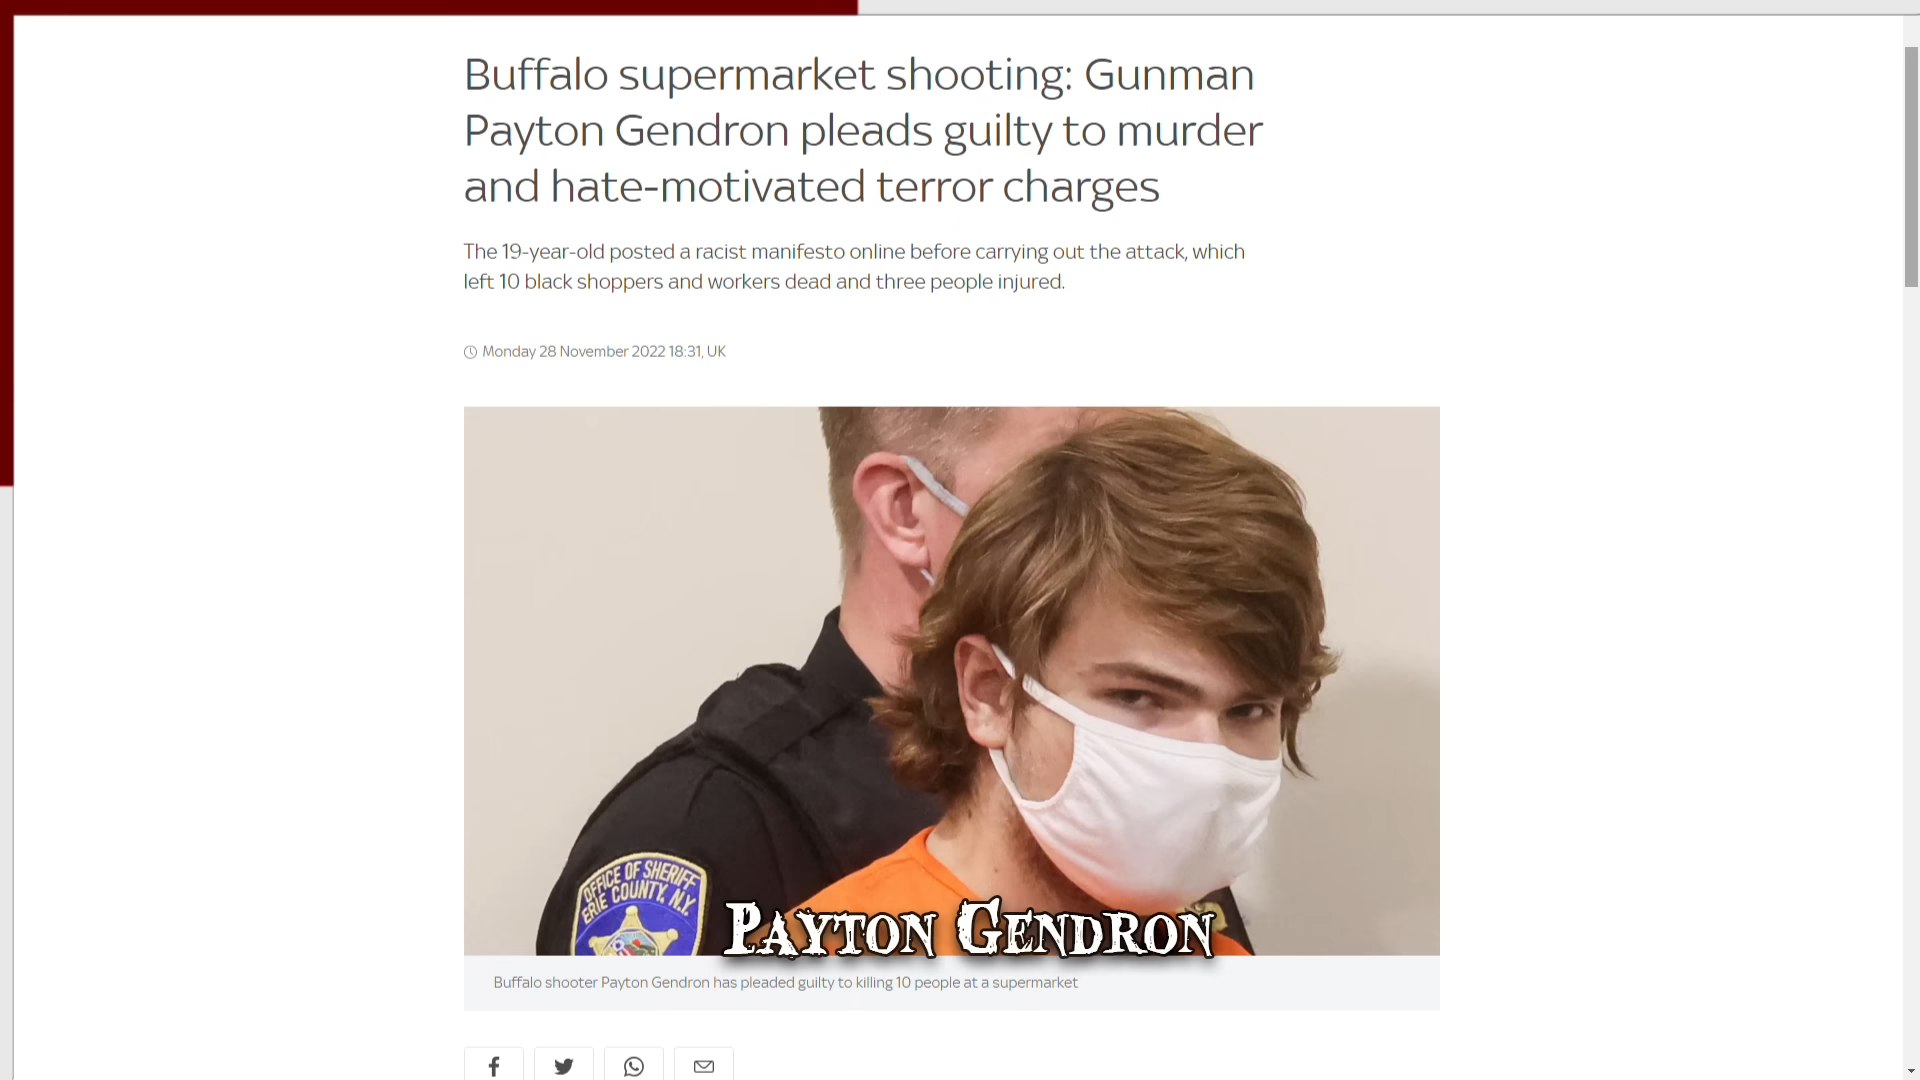 Buffalo supermarket shooting: Gunman
Payton Gendron pleads guilty to murder
and hate-motivated terror charges
The 19-year-old posted a racist manifesto online before carrying out the attack, which
left 10 black shoppers and workers dead and three people injured.
Monday 28 November 2022 18:31, UK
OFFICE OF SHERIFF
ERIE COUNTY, N.Y.
Payton Gendron
Buffalo shooter Payton Gendron has pleaded guilty to killing 10 people at a supermarket